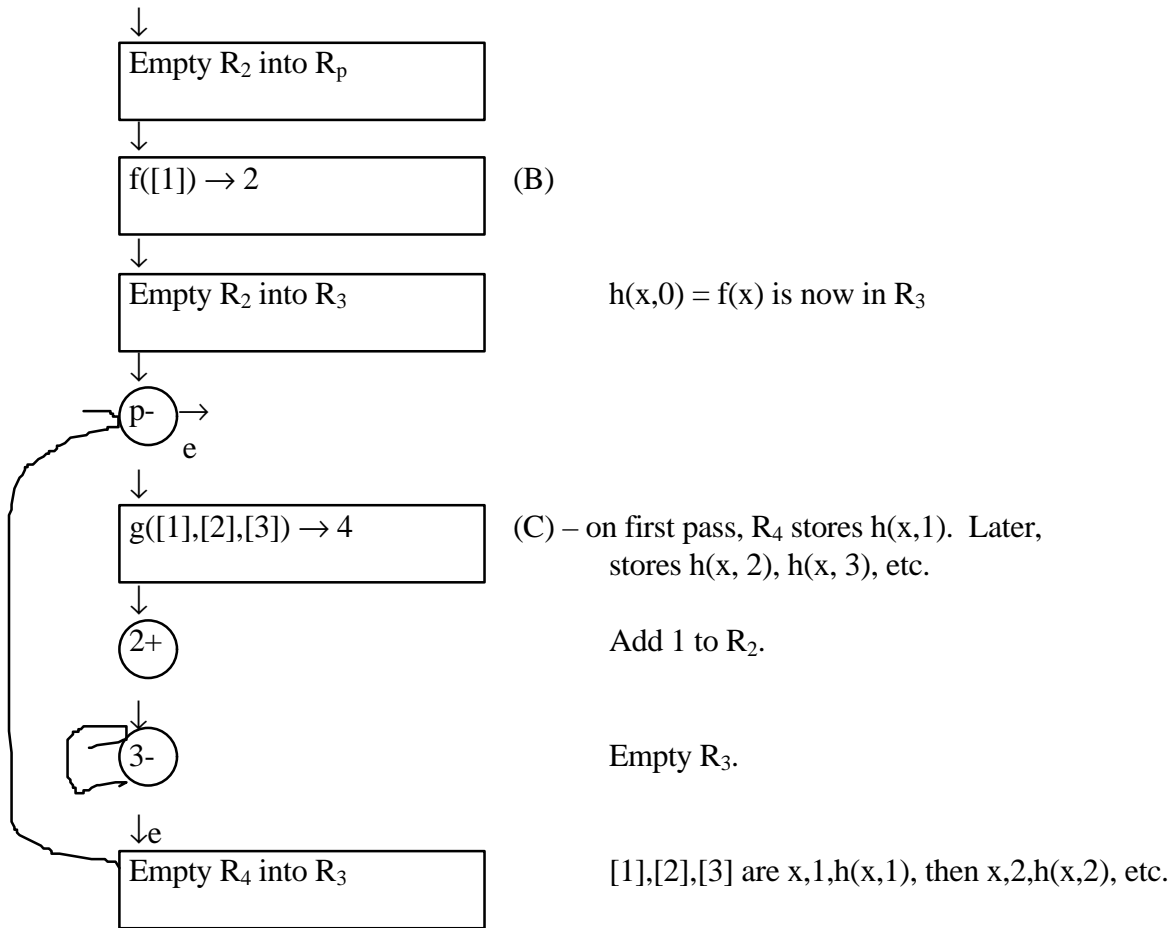 ↓
Empty R₂ into Rₚ
↓
f([1]) → 2 (B)
↓
Empty R₂ into R₃ h(x,0) = f(x) is now in R₃
↓
p- →
e
↓
g([1],[2],[3]) → 4 (C) – on first pass, R₄ stores h(x,1). Later,
stores h(x, 2), h(x, 3), etc.
↓
2+ Add 1 to R₂.
↓
3- Empty R₃.
↓e
Empty R₄ into R₃ [1],[2],[3] are x,1,h(x,1), then x,2,h(x,2), etc.